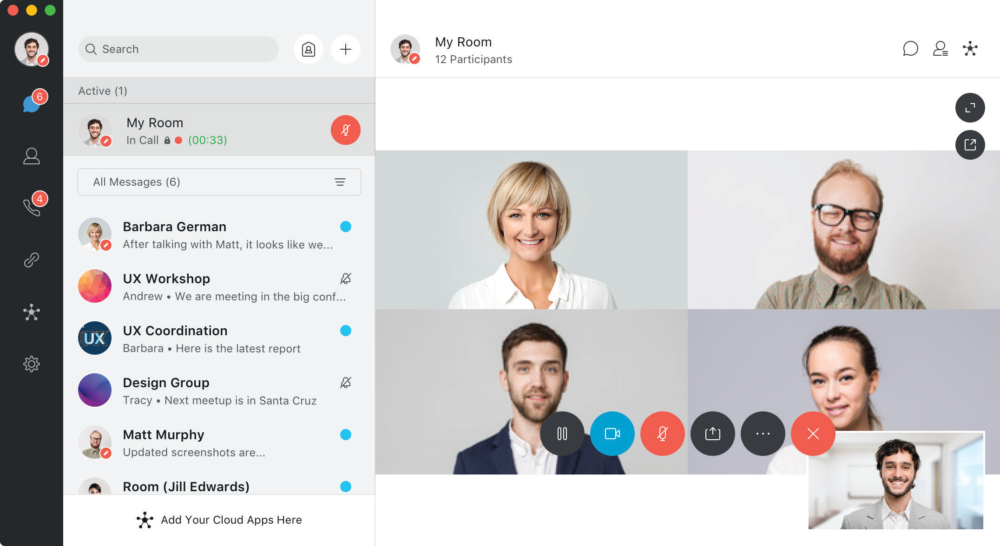 6
4
Search
Active (1)
My Room
In Call (00:33)
All Messages (6)
Barbara German
After talking with Matt, it looks like we...
UX Workshop
Andrew • We are meeting in the big conf...
UX
UX Coordination
Barbara • Here is the latest report
Design Group
Tracy • Next meetup is in Santa Cruz
Matt Murphy
Updated screenshots are...
Room (Jill Edwards)
Add Your Cloud Apps Here
My Room
12 Participants